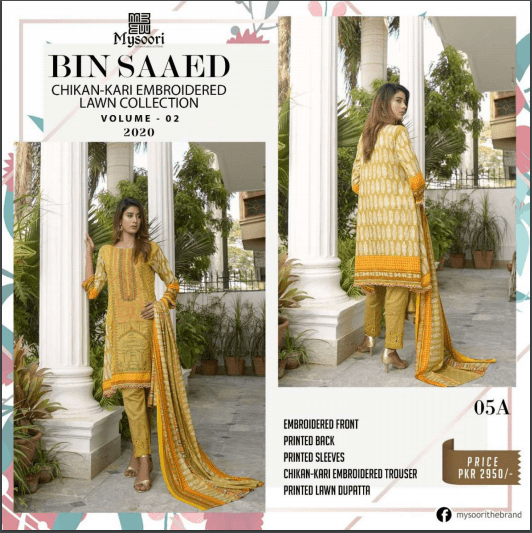 Mysoori
BIN SAAED
CHIKAN-KARI EMBROIDERED
LAWN COLLECTION
VOLUME - 02
2020
05A
EMBROIDERED FRONT
PRINTED BACK
PRINTED SLEEVES
CHIKAN-KARI EMBROIDERED TROUSER
PRINTED LAWN DUPATTA
PRICE
PKR 2950/-
mysoorithebrand